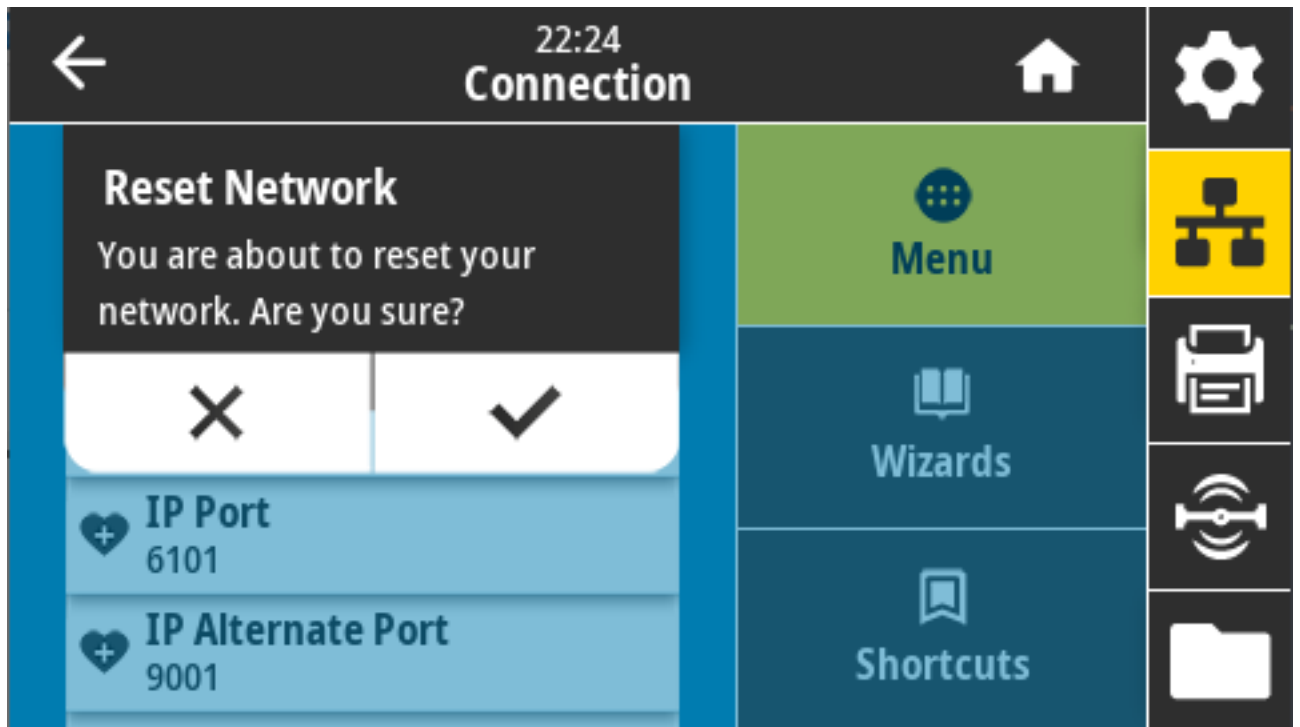 22:24
Connection
Reset Network
You are about to reset your
network. Are you sure?
IP Port
6101
IP Alternate Port
9001
Menu
Wizards
Shortcuts